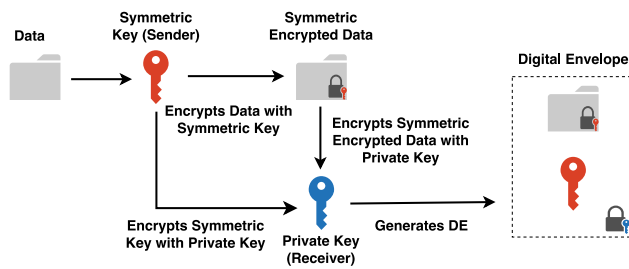 Data
Symmetric
Key (Sender)
Symmetric
Encrypted Data
Digital Envelope
Encrypts Data with
Symmetric Key
Encrypts Symmetric
Encrypted Data with
Private Key
Encrypts Symmetric
Key with Private Key
Private Key
(Receiver)
Generates DE